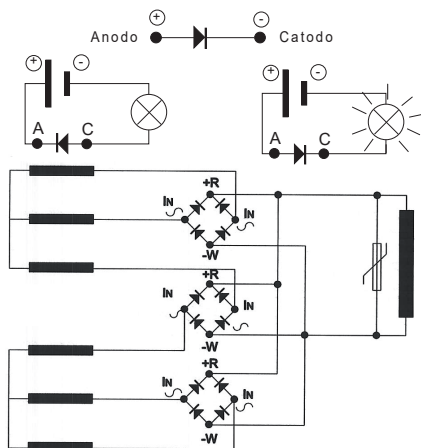 + -
Anodo Catodo
+ - + -
A C A C
+R
IN IN
-W
+R
IN IN
-W
+R
IN IN
-W